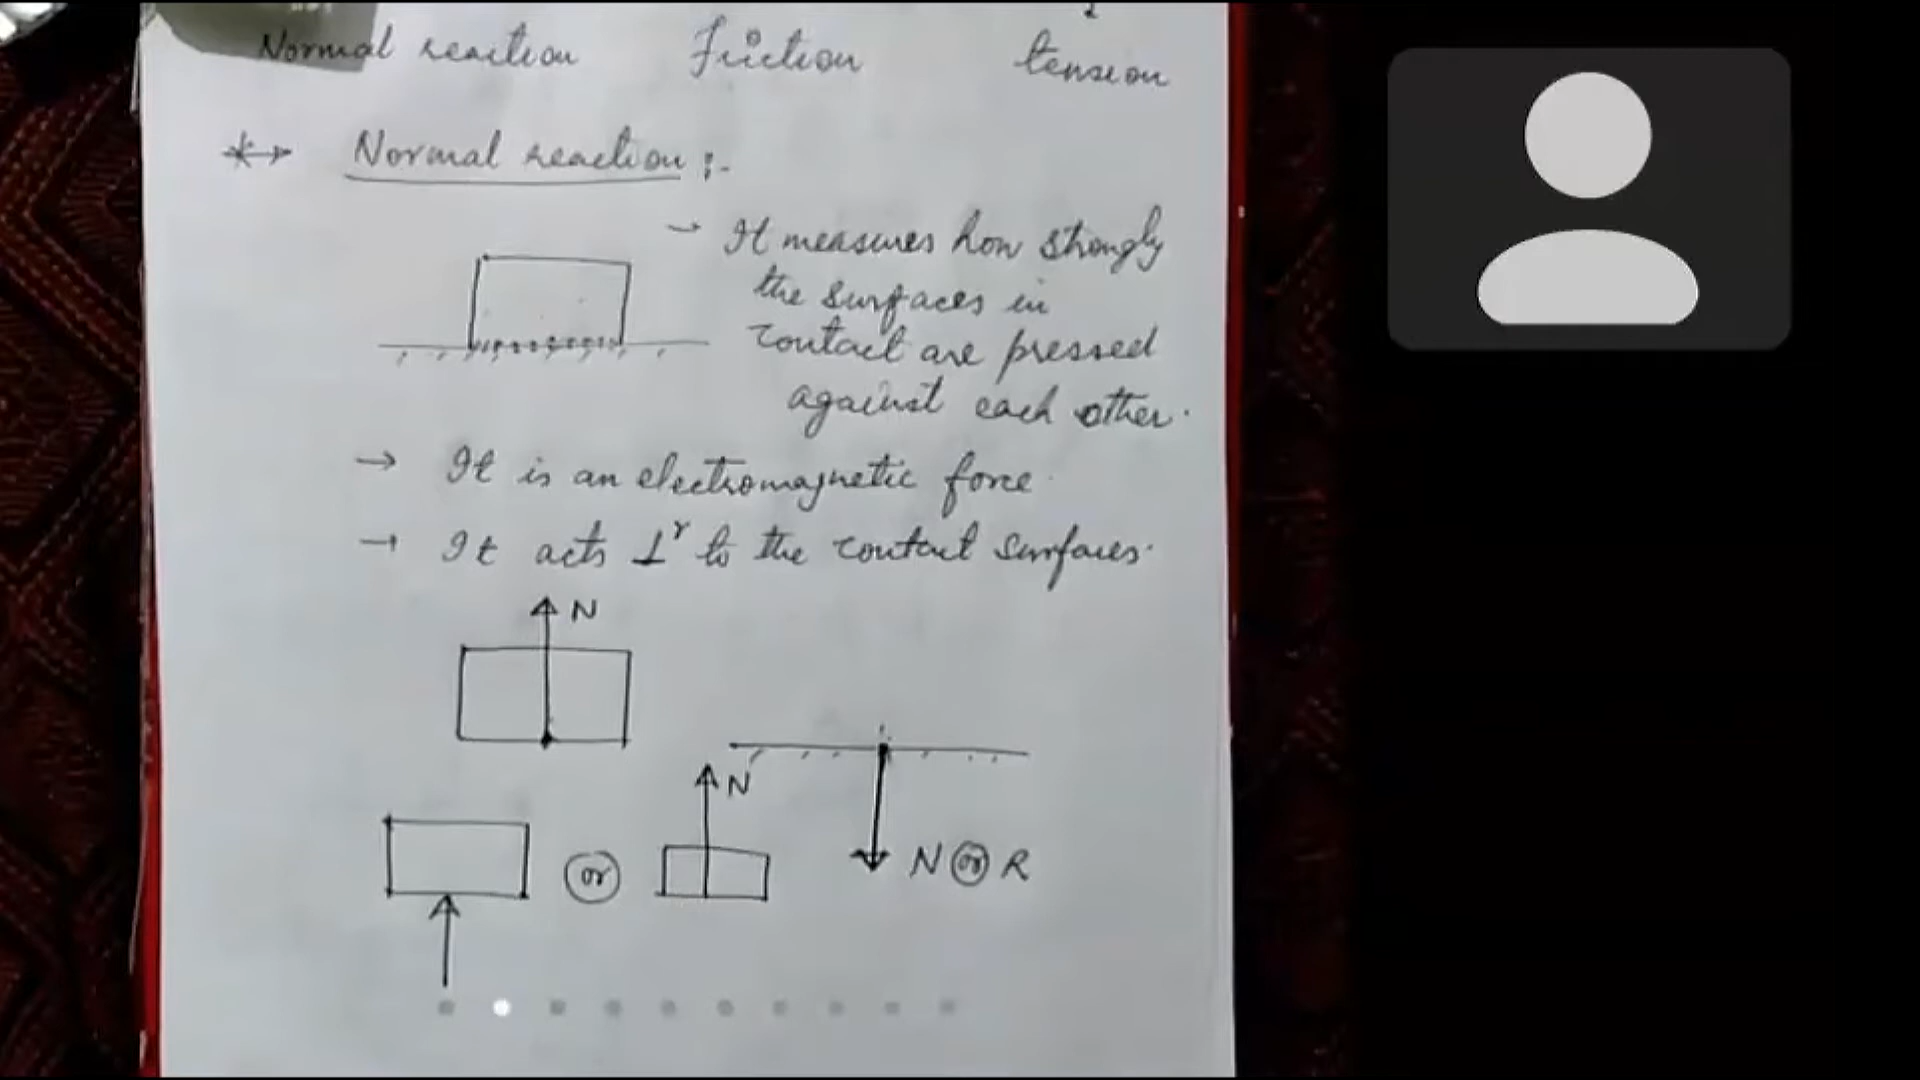 Normal reaction Friction tension
Normal reaction :-
→ It measures how strongly
the surfaces in
contact are pressed
against each other.
→ It is an electromagnetic force.
→ It acts ⊥r to the contact surfaces.
N
N
or
N or R